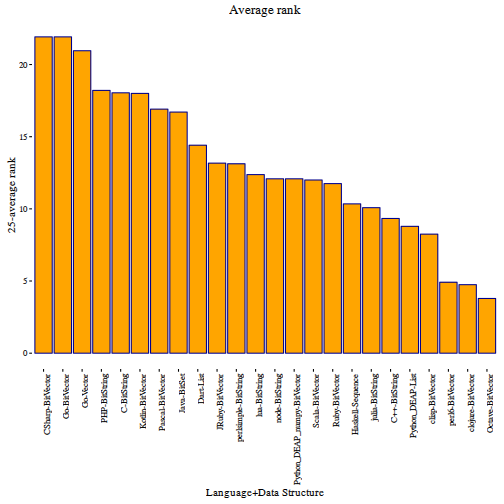 Average rank
25-average rank
20
15
10
5
0
CSharp-BitVector
Go-BitVector
Go-Vector
PHP-BitString
C-BitString
Kotlin-BitVector
Pascal-BitVector
Java-BitSet
Dart-List
JRuby-BitVector
perlsimple-BitString
lua-BitString
node-BitString
Python_DEAP_numpy-BitVector
Scala-BitVector
Ruby-BitVector
Haskell-Sequence
julia-BitString
C++-BitString
Python_DEAP-List
clisp-BitVector
perl6-BitVector
clojure-BitVector
Octave-BitVector
Language+Data Structure